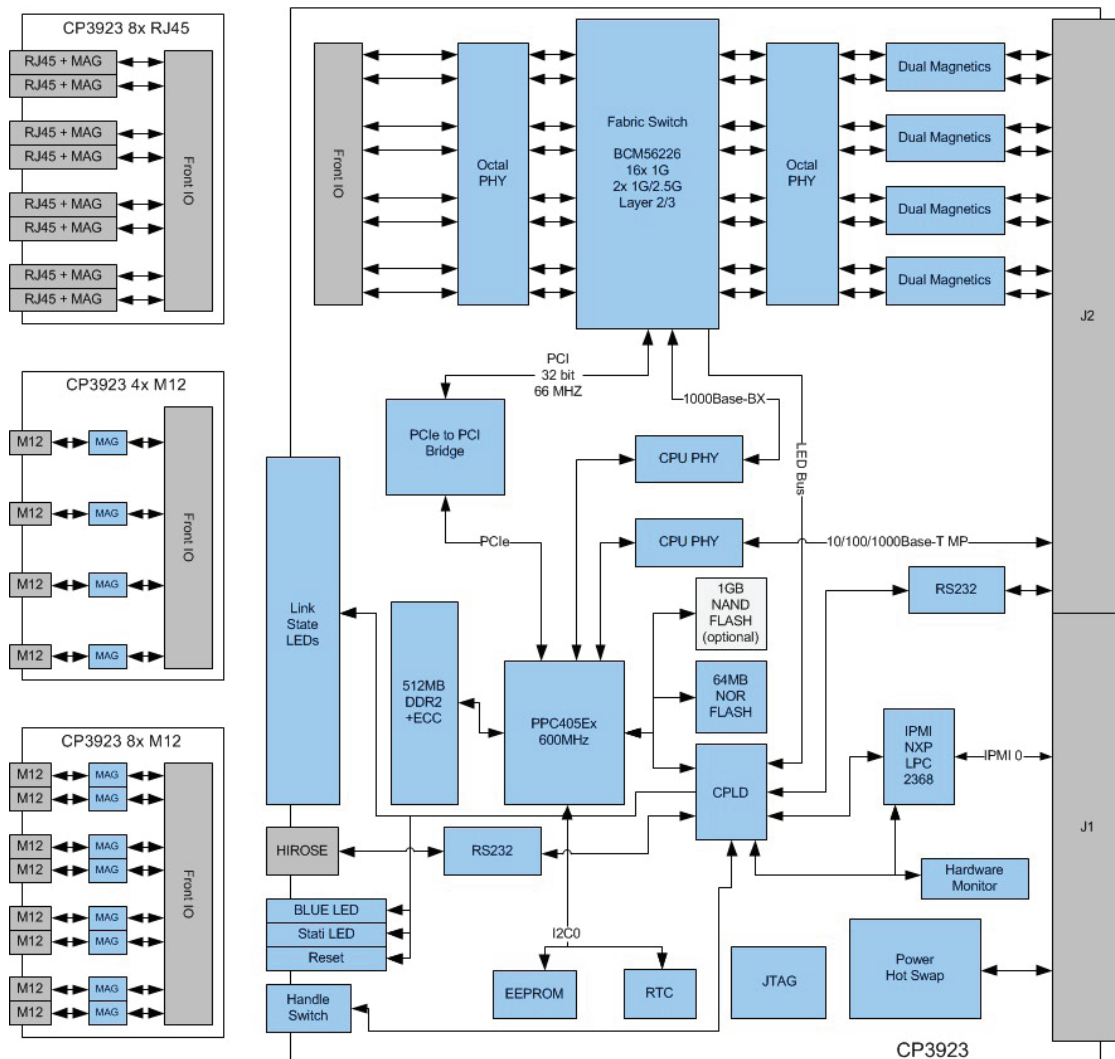 CP3923 8x RJ45
RJ45 + MAG
RJ45 + MAG
RJ45 + MAG
RJ45 + MAG
RJ45 + MAG
RJ45 + MAG
RJ45 + MAG
RJ45 + MAG
Front IO
CP3923 4x M12
M12
MAG
M12
MAG
M12
MAG
M12
MAG
Front IO
CP3923 8x M12
M12
MAG
M12
MAG
M12
MAG
M12
MAG
M12
MAG
M12
MAG
M12
MAG
M12
MAG
Front IO
Front IO
Octal
PHY
Fabric Switch
BCM56226
16x 1G
2x 1G/2.5G
Layer 2/3
Octal
PHY
Dual Magnetics
Dual Magnetics
Dual Magnetics
Dual Magnetics
J2
PCI
32 bit
66 MHZ
PCIe to PCI
Bridge
1000Base-BX
CPU PHY
LED Bus
PCIe
CPU PHY
10/100/1000Base-T MP
RS232
Link
State
LEDs
1GB
NAND
FLASH
(optional)
512MB
DDR2
+ECC
PPC405Ex
600MHz
64MB
NOR
FLASH
CPLD
IPMI
NXP
LPC
2368
IPMI 0
J1
HIROSE
RS232
Hardware
Monitor
BLUE LED
Stati LED
Reset
I2C0
EEPROM
RTC
JTAG
Power
Hot Swap
Handle
Switch
CP3923